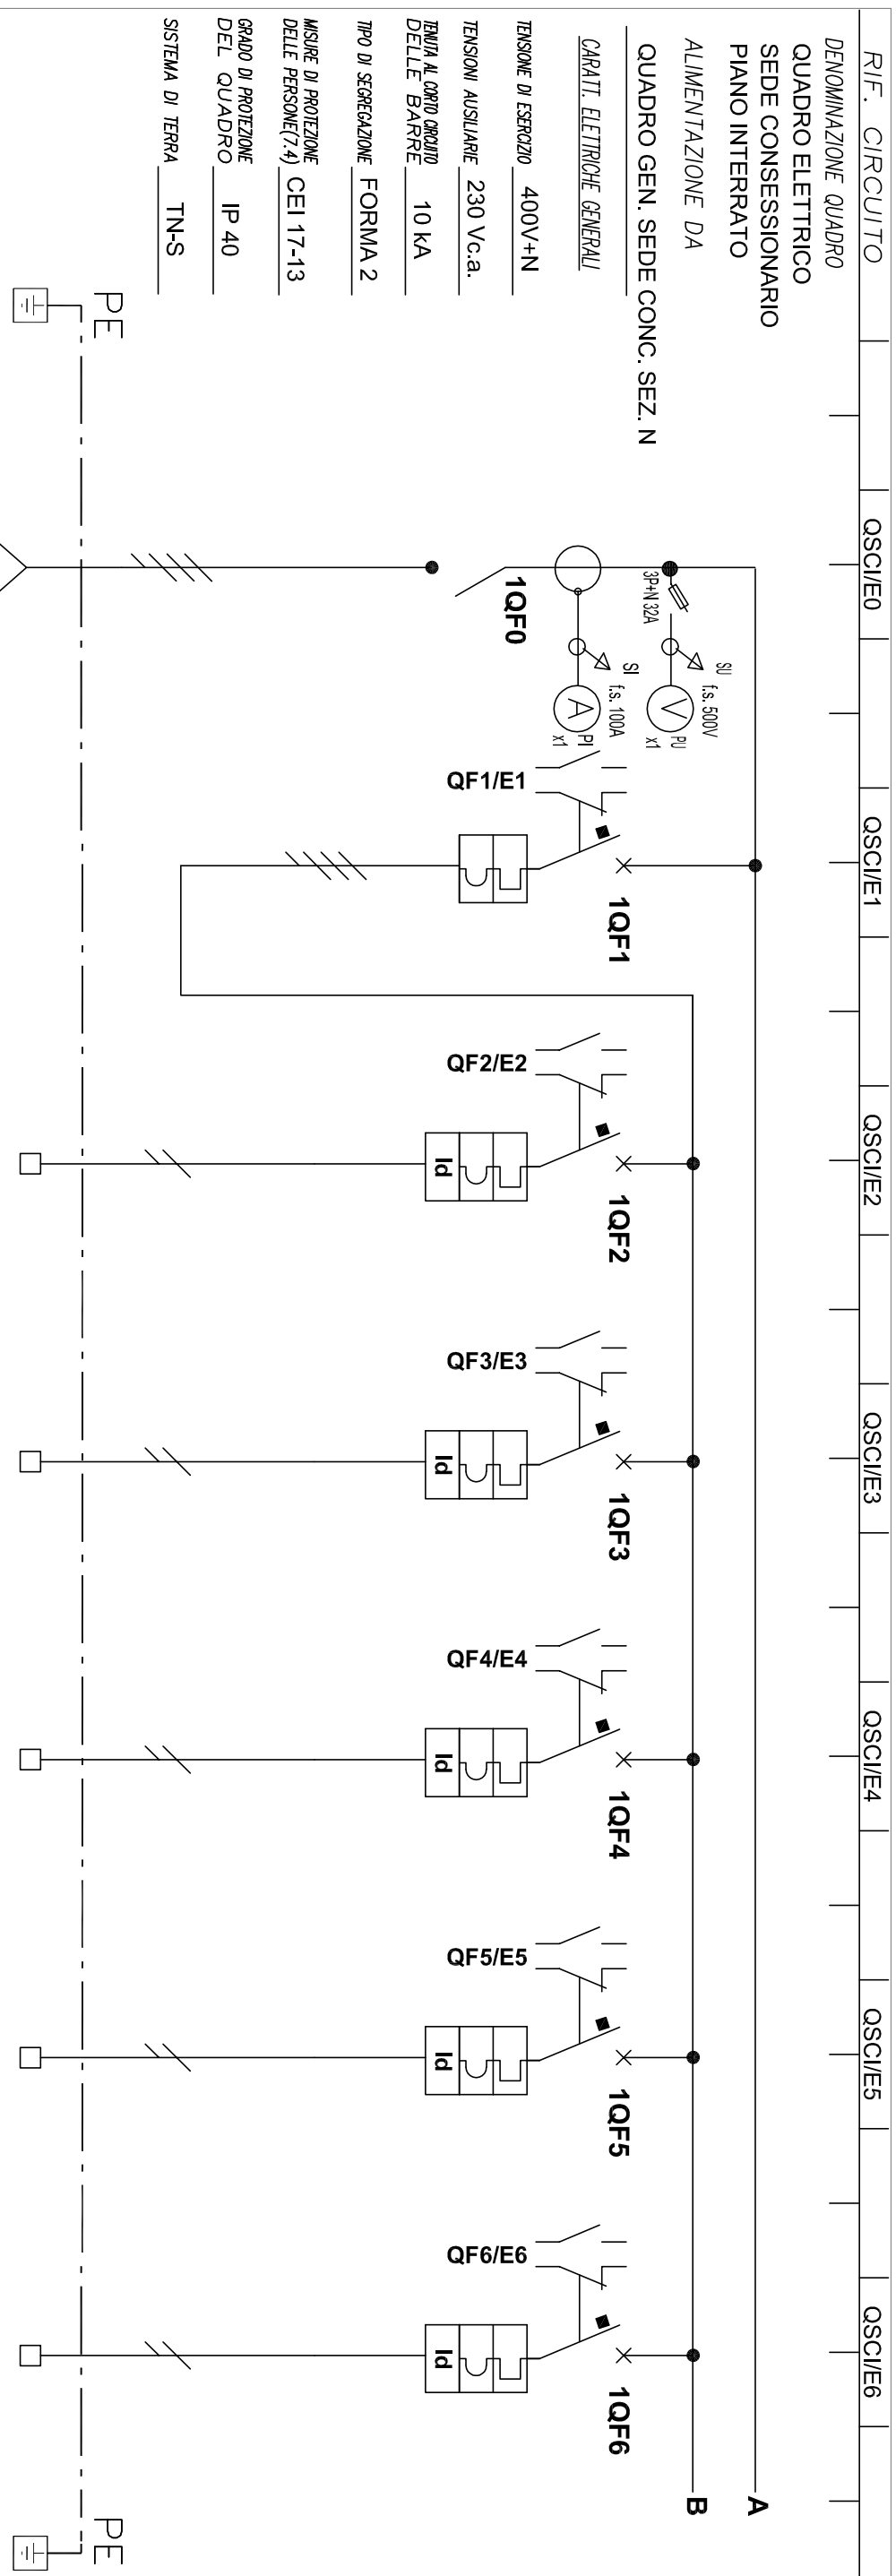 RIF. CIRCUITO
QSCI/E0
QSCI/E1
QSCI/E2
QSCI/E3
QSCI/E4
QSCI/E5
QSCI/E6
DENOMINAZIONE QUADRO
QUADRO ELETTRICO
SEDE CONSESSIONARIO
PIANO INTERRATO
ALIMENTAZIONE DA
QUADRO GEN. SEDE CONC. SEZ. N
CARATT. ELETTRICHE GENERALI
TENSIONE DI ESERCIZIO
400V+N
TENSIONI AUSILIARIE
230 Vc.a.
TENUTA AL CORTO CIRCUITO
DELLE BARRE
10 kA
TIPO DI SEGREGAZIONE
FORMA 2
MISURE DI PROTEZIONE
DELLE PERSONE(7.4)
CEI 17-13
GRADO DI PROTEZIONE
DEL QUADRO
IP 40
SISTEMA DI TERRA
TN-S
PE
3P+N 32A
SU
f.s. 500V
V
PU
x1
SI
f.s. 100A
A
PI
x1
1QF0
QF1/E1
1QF1
QF2/E2
1QF2
Id
QF3/E3
1QF3
Id
QF4/E4
1QF4
Id
QF5/E5
1QF5
Id
QF6/E6
1QF6
Id
A
B
PE